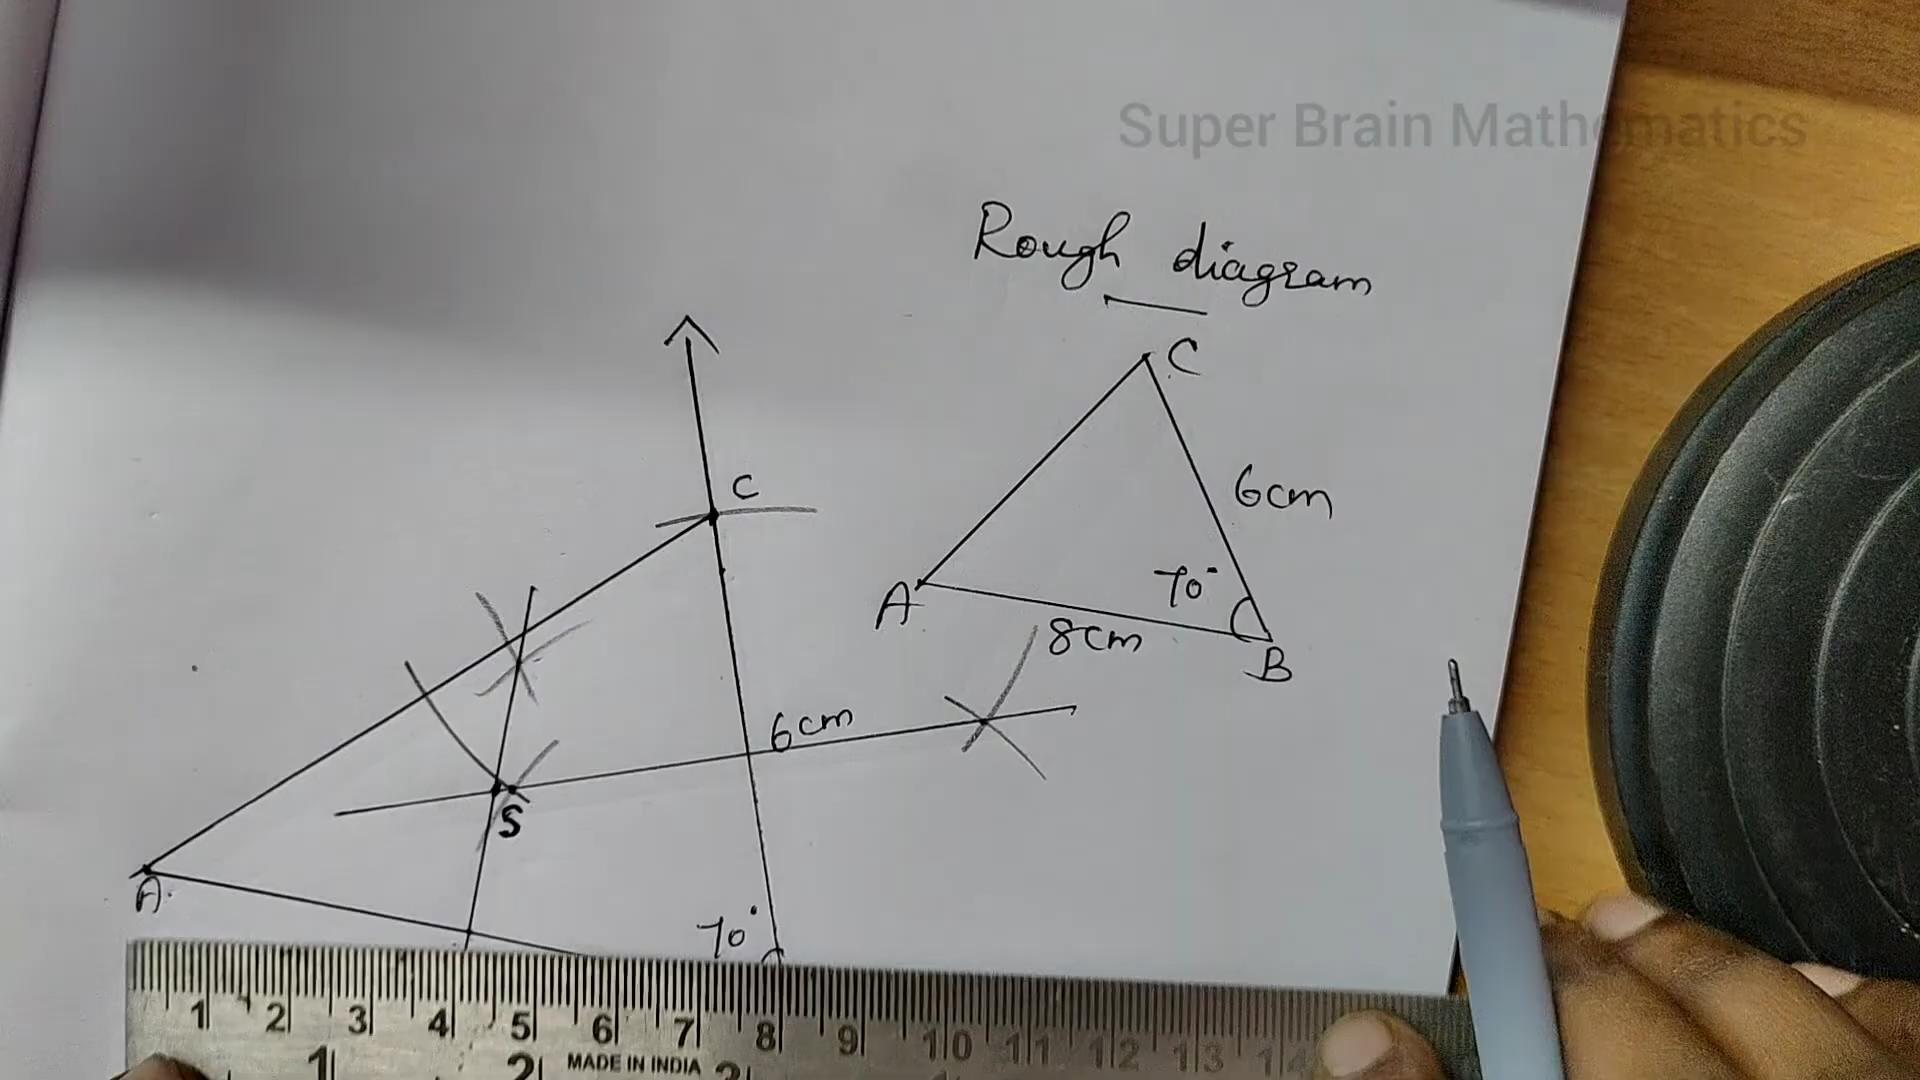 Super Brain Mathematics
Rough diagram
C
6cm
70°
A
8cm
B
C
6cm
S
A
70°
1 2 3 4 5 6 7 8 9 10 11 12 13 14
1 2 MADE IN INDIA